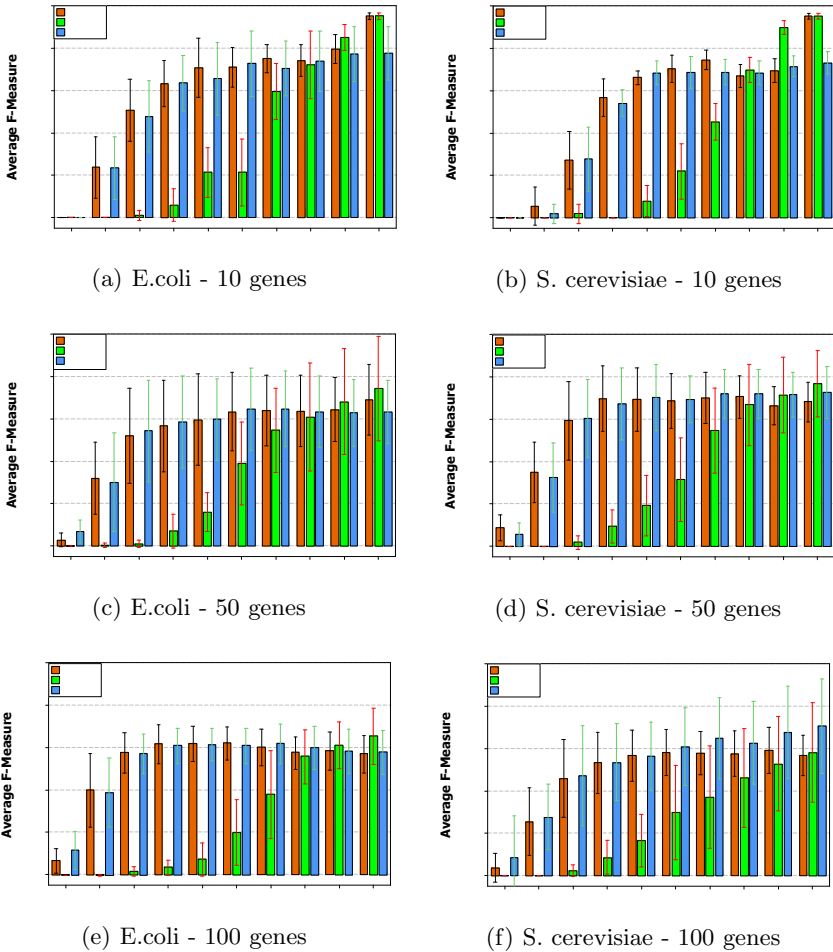 Average F-Measure
Average F-Measure
(a) E.coli - 10 genes
(b) S. cerevisiae - 10 genes
Average F-Measure
Average F-Measure
(c) E.coli - 50 genes
(d) S. cerevisiae - 50 genes
Average F-Measure
Average F-Measure
(e) E.coli - 100 genes
(f) S. cerevisiae - 100 genes